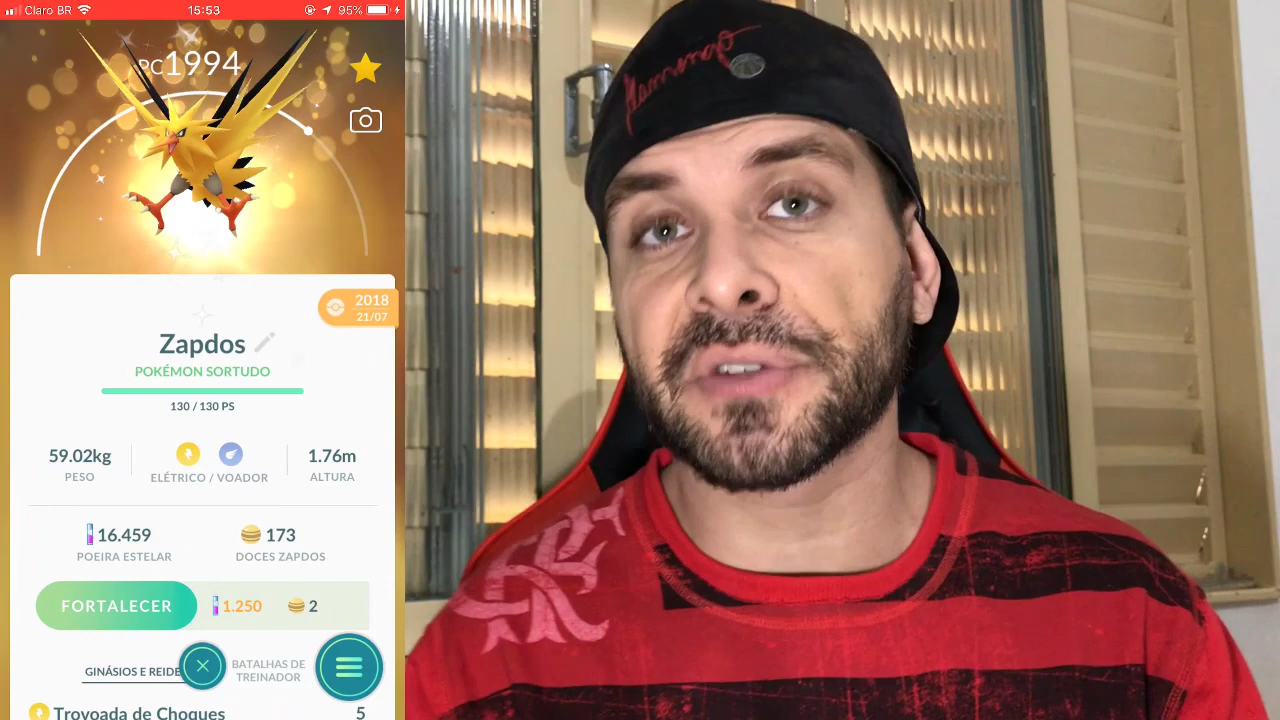 Claro BR
15:53
95%
PC1994
2018
21/07
Zapdos
POKÉMON SORTUDO
130 / 130 PS
59.02kg
PESO
ELÉTRICO / VOADOR
1.76m
ALTURA
16.459
POEIRA ESTELAR
173
DOCES ZAPDOS
FORTALECER
1.250
2
GINÁSIOS E REIDE
BATALHAS DE
TREINADOR
Trovoada de Choques
5
flamengo
CRF